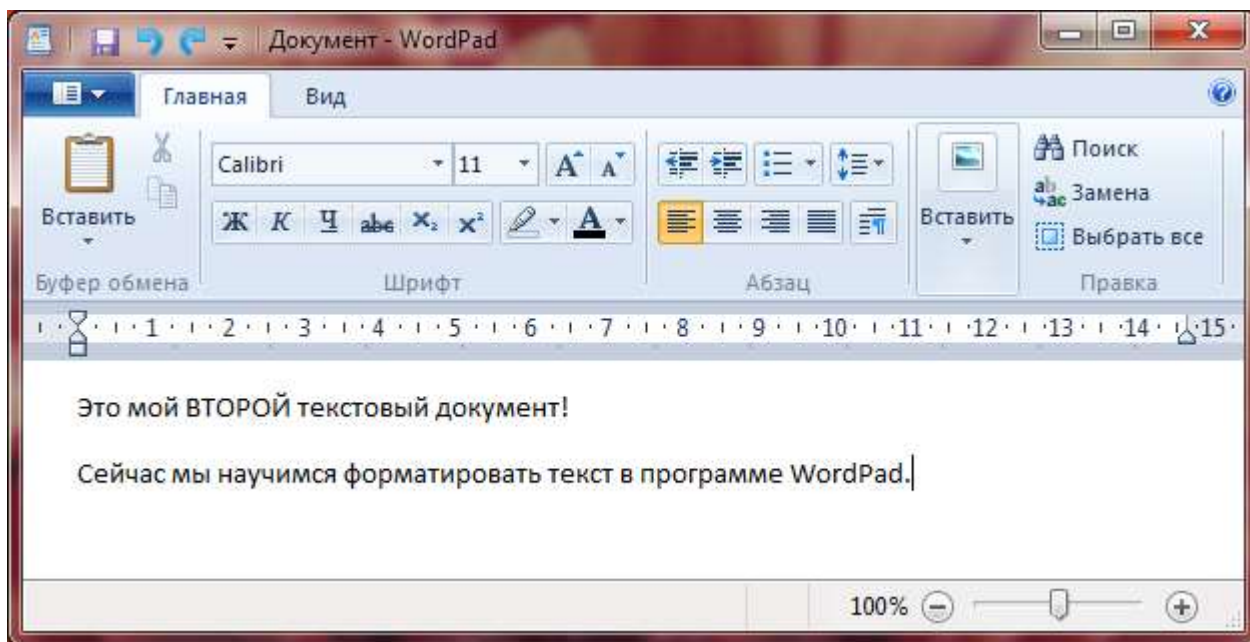 Документ - WordPad
Главная Вид
Calibri 11
Вставить
Ж К Ч abc X₂ X²
A
Вставить
Поиск
Замена
Выбрать все
Буфер обмена Шрифт Абзац Правка
1 2 3 4 5 6 7 8 9 10 11 12 13 14 15
Это мой ВТОРОЙ текстовый документ!
Сейчас мы научимся форматировать текст в программе WordPad.
100%